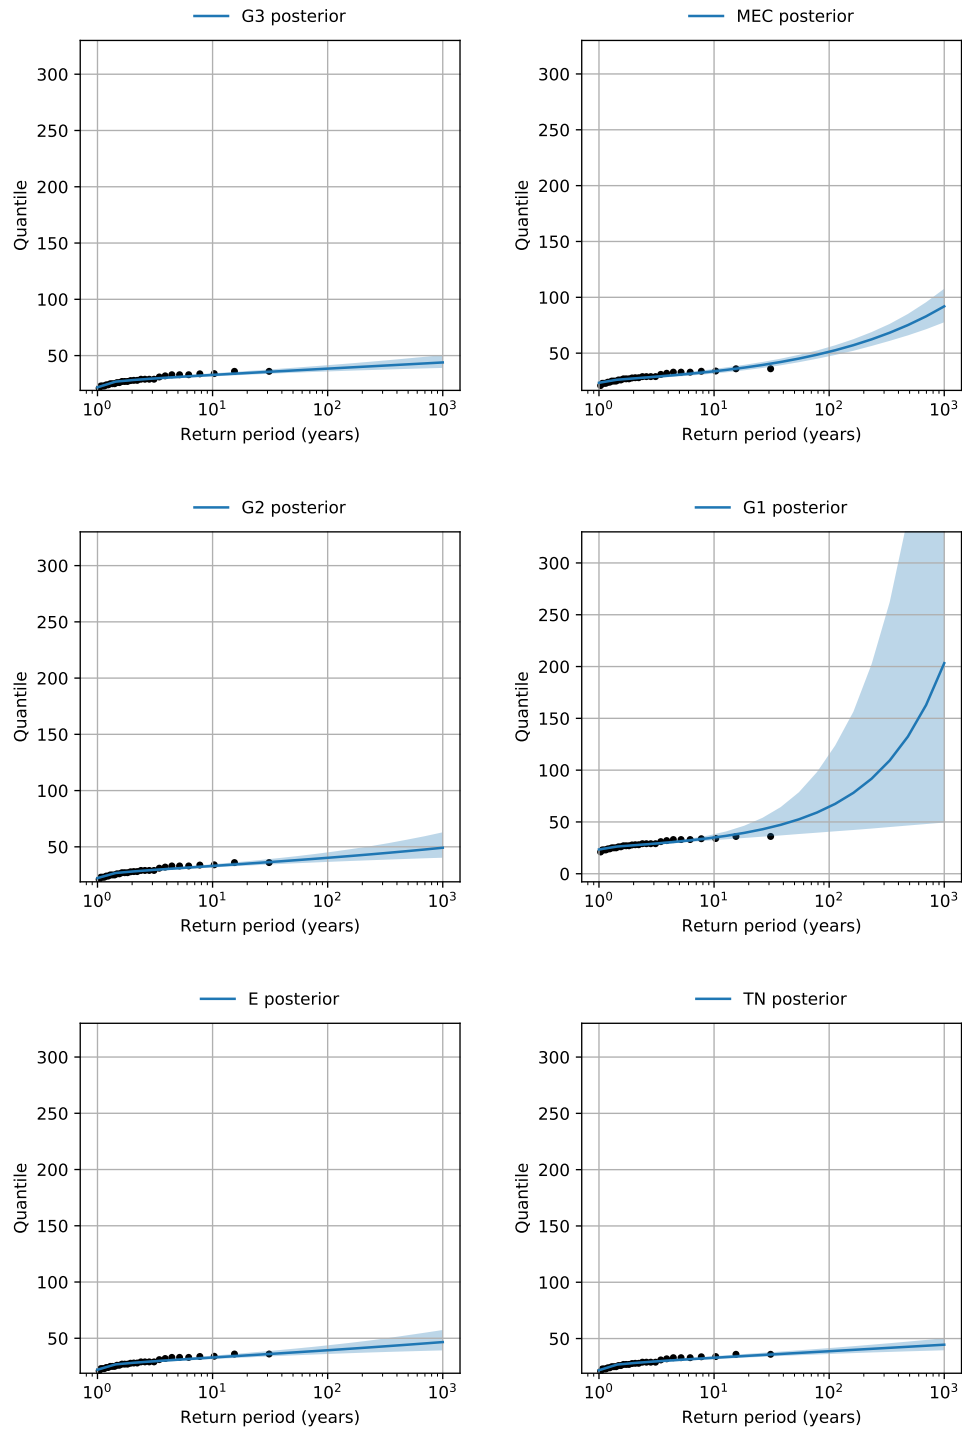 G3 posterior
300
250
200
150
100
50
Quantile
10^0 10^1 10^2 10^3
Return period (years)
MEC posterior
300
250
200
150
100
50
Quantile
10^0 10^1 10^2 10^3
Return period (years)
G2 posterior
300
250
200
150
100
50
Quantile
10^0 10^1 10^2 10^3
Return period (years)
G1 posterior
300
250
200
150
100
50
0
Quantile
10^0 10^1 10^2 10^3
Return period (years)
E posterior
300
250
200
150
100
50
Quantile
10^0 10^1 10^2 10^3
Return period (years)
TN posterior
300
250
200
150
100
50
Quantile
10^0 10^1 10^2 10^3
Return period (years)